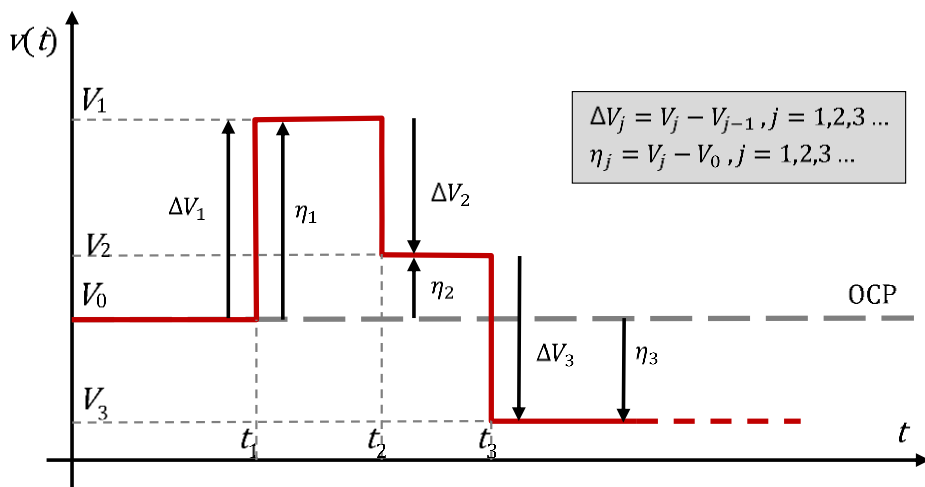 v(t)
V₁
ΔVⱼ = Vⱼ − Vⱼ₋₁ , j = 1,2,3 …
ηⱼ = Vⱼ − V₀ , j = 1,2,3 …
ΔV₁
η₁
ΔV₂
V₂
η₂
V₀
OCP
ΔV₃
η₃
V₃
t₁
t₂
t₃
t